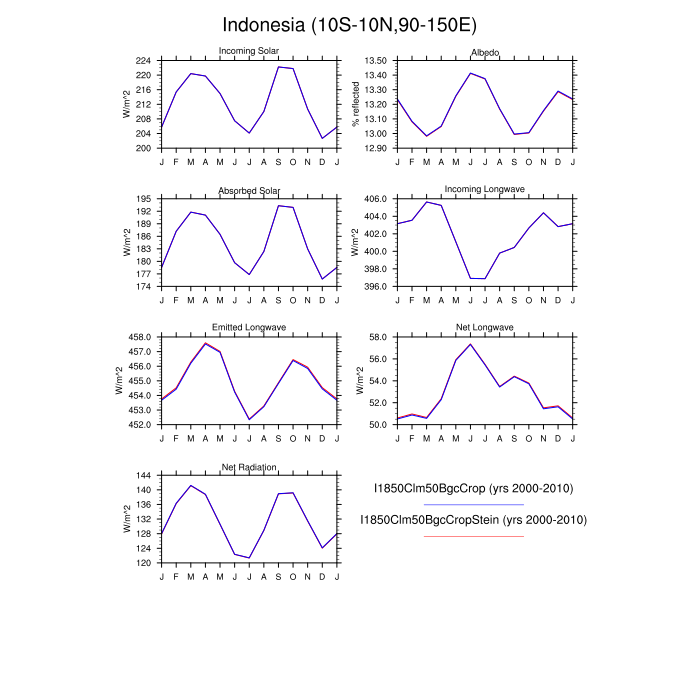 Indonesia (10S-10N,90-150E)
Incoming Solar
W/m^2
224
220
216
212
208
204
200
J F M A M J J A S O N D J
Albedo
% reflected
13.50
13.40
13.30
13.20
13.10
13.00
12.90
J F M A M J J A S O N D J
Absorbed Solar
W/m^2
195
192
189
186
183
180
177
174
J F M A M J J A S O N D J
Incoming Longwave
W/m^2
406.0
404.0
402.0
400.0
398.0
396.0
J F M A M J J A S O N D J
Emitted Longwave
W/m^2
458.0
457.0
456.0
455.0
454.0
453.0
452.0
J F M A M J J A S O N D J
Net Longwave
W/m^2
58.0
56.0
54.0
52.0
50.0
J F M A M J J A S O N D J
Net Radiation
W/m^2
144
140
136
132
128
124
120
J F M A M J J A S O N D J
I1850Clm50BgcCrop (yrs 2000-2010)
I1850Clm50BgcCropStein (yrs 2000-2010)